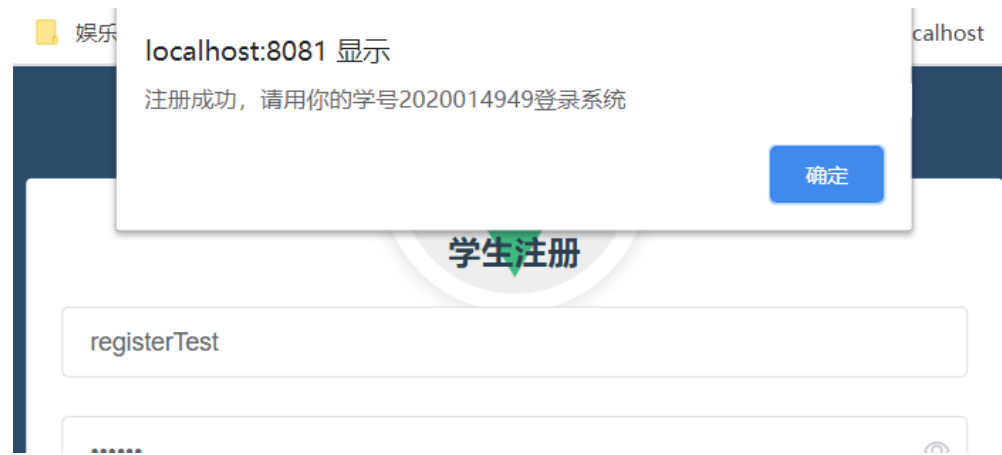 娱乐
calhost
localhost:8081 显示
注册成功，请用你的学号2020014949登录系统
确定
学生注册
registerTest
••••••